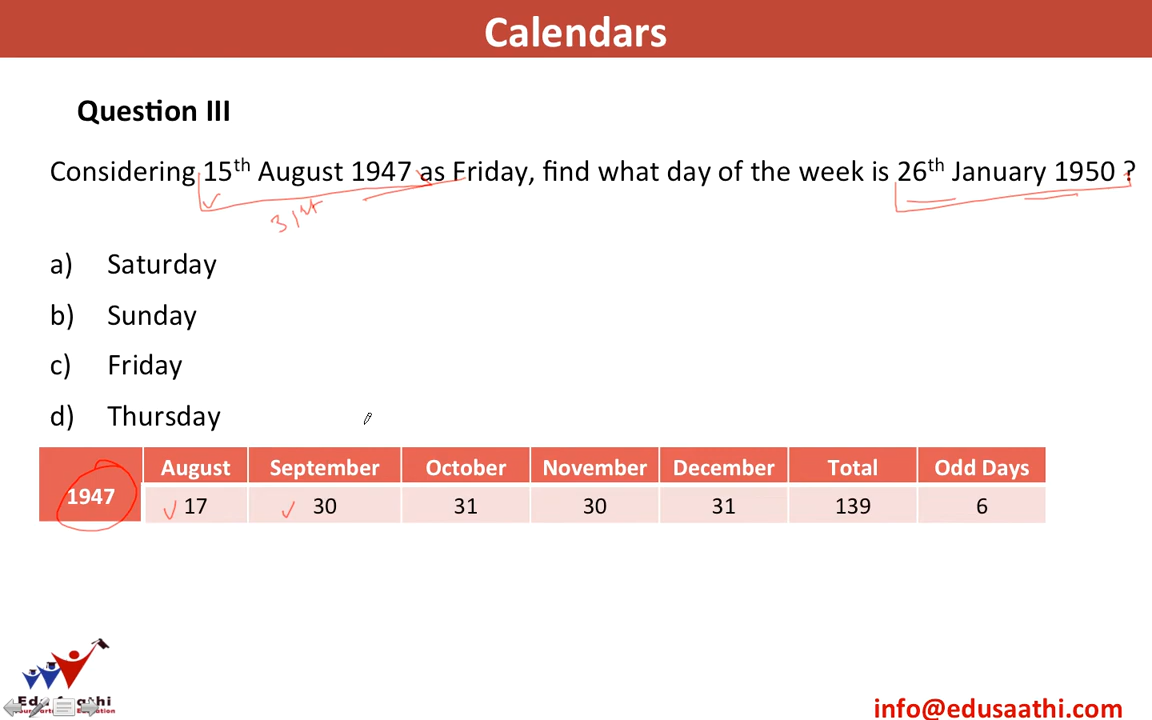 Calendars
Question III
Considering 15th August 1947 as Friday, find what day of the week is 26th January 1950 ?
31st
a) Saturday
b) Sunday
c) Friday
d) Thursday
1947 August September October November December Total Odd Days
17 30 31 30 31 139 6
info@edusaathi.com